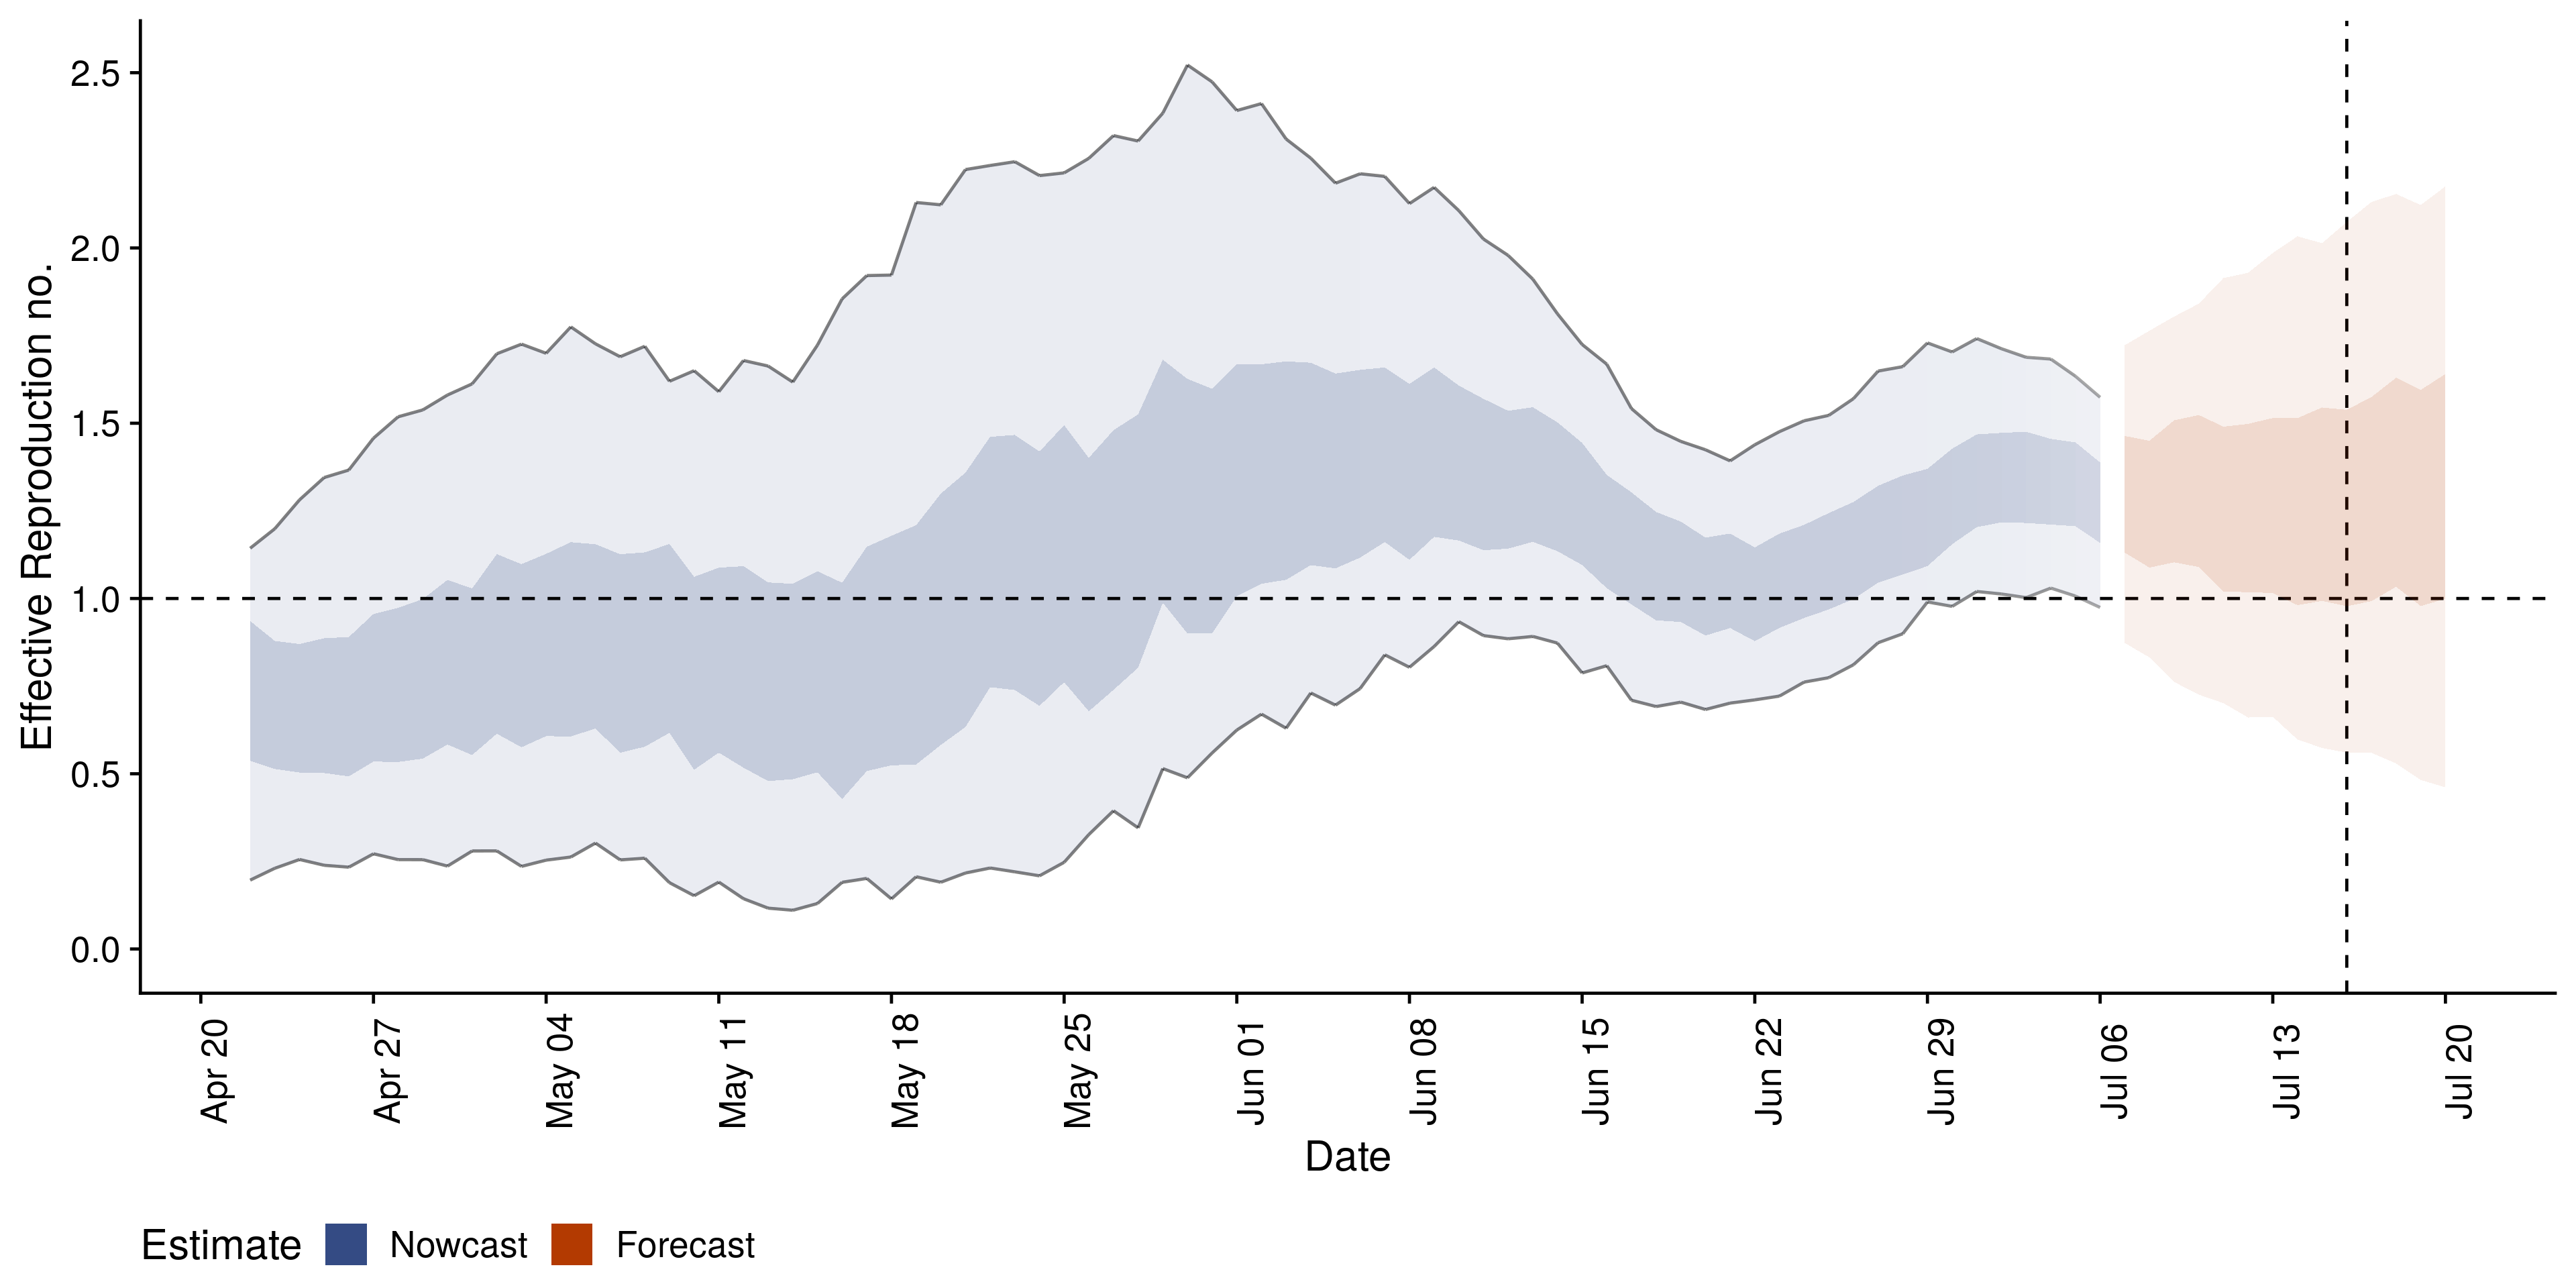 Effective Reproduction no.
2.5
2.0
1.5
1.0
0.5
0.0
Apr 20
Apr 27
May 04
May 11
May 18
May 25
Jun 01
Jun 08
Jun 15
Jun 22
Jun 29
Jul 06
Jul 13
Jul 20
Date
Estimate Nowcast Forecast